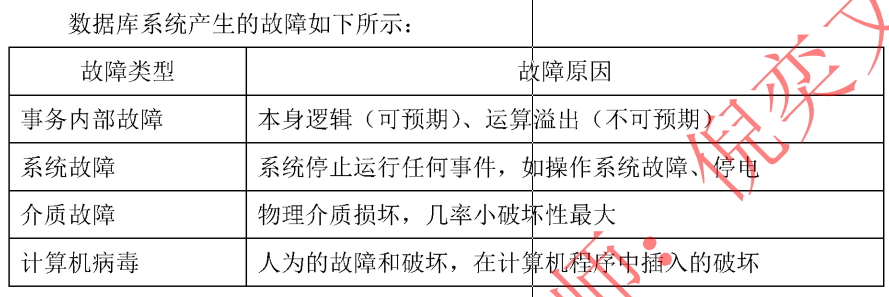 数据库系统产生的故障如下所示：
故障类型 故障原因
事务内部故障 本身逻辑（可预期）、运算溢出（不可预期）
系统故障 系统停止运行任何事件，如操作系统故障、停电
介质故障 物理介质损坏，几率小破坏性最大
计算机病毒 人为的故障和破坏，在计算机程序中插入的破坏
师：倪奕文